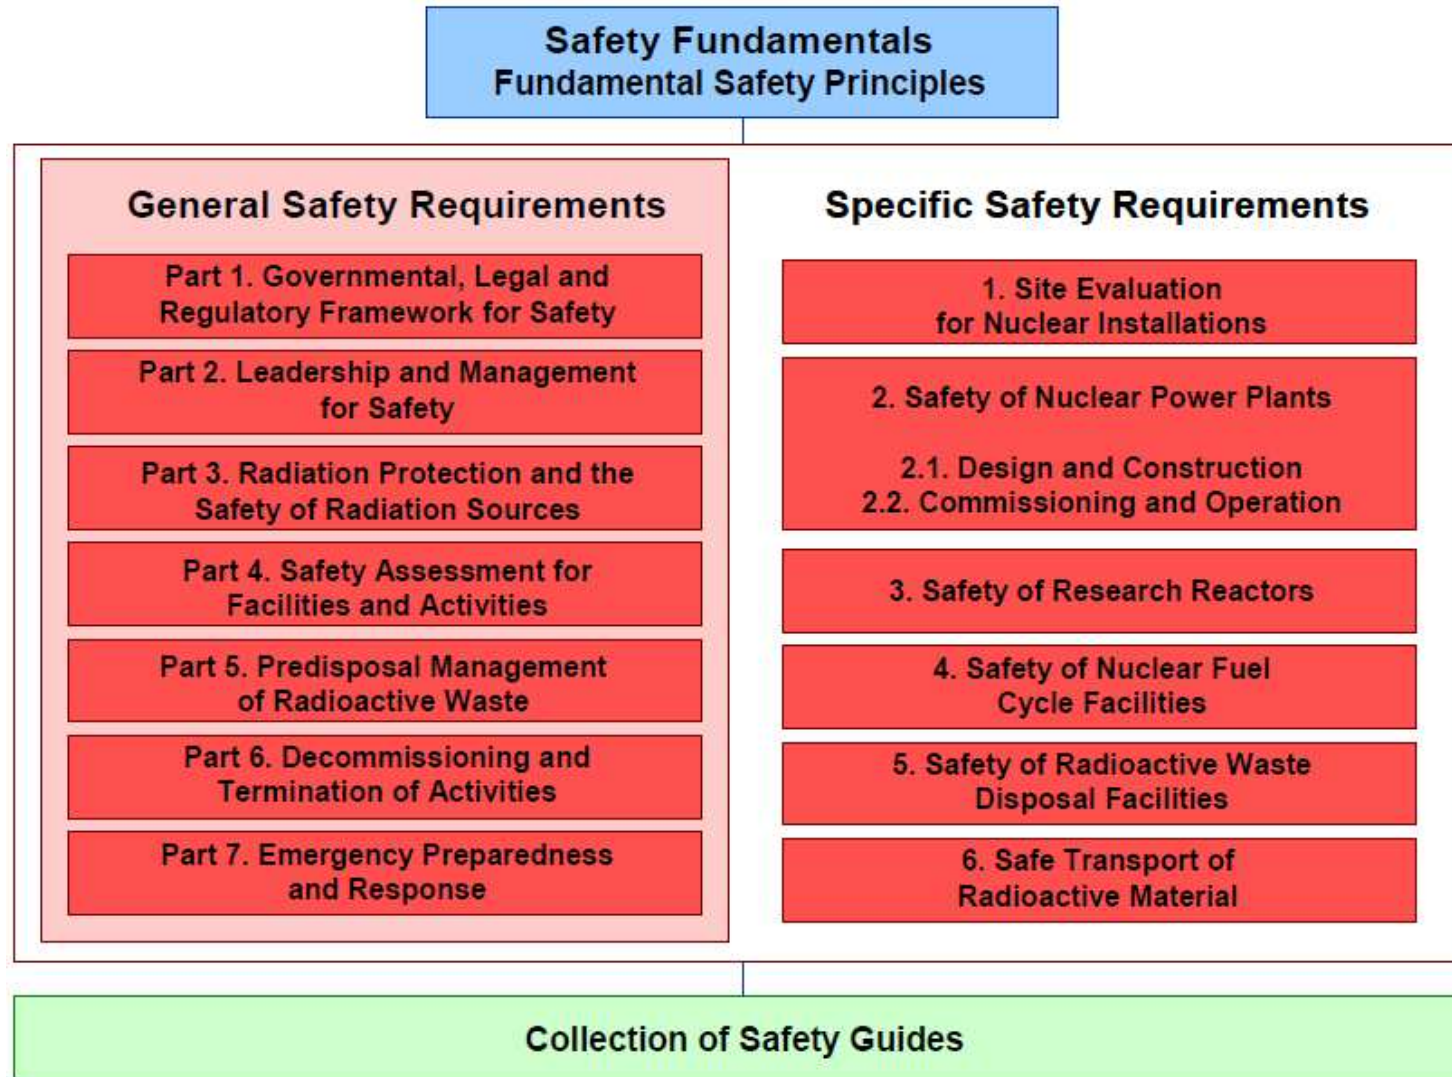 Safety Fundamentals
Fundamental Safety Principles
General Safety Requirements
Part 1. Governmental, Legal and
Regulatory Framework for Safety
Part 2. Leadership and Management
for Safety
Part 3. Radiation Protection and the
Safety of Radiation Sources
Part 4. Safety Assessment for
Facilities and Activities
Part 5. Predisposal Management
of Radioactive Waste
Part 6. Decommissioning and
Termination of Activities
Part 7. Emergency Preparedness
and Response
Specific Safety Requirements
1. Site Evaluation
for Nuclear Installations
2. Safety of Nuclear Power Plants
2.1. Design and Construction
2.2. Commissioning and Operation
3. Safety of Research Reactors
4. Safety of Nuclear Fuel
Cycle Facilities
5. Safety of Radioactive Waste
Disposal Facilities
6. Safe Transport of
Radioactive Material
Collection of Safety Guides